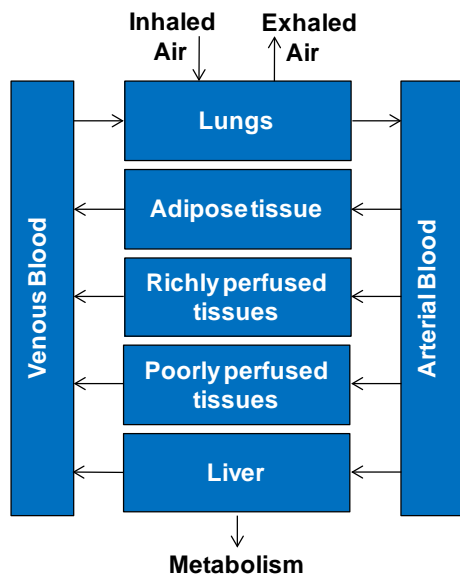 Inhaled Air
Exhaled Air
Venous Blood
Lungs
Adipose tissue
Richly perfused
tissues
Poorly perfused
tissues
Liver
Arterial Blood
Metabolism